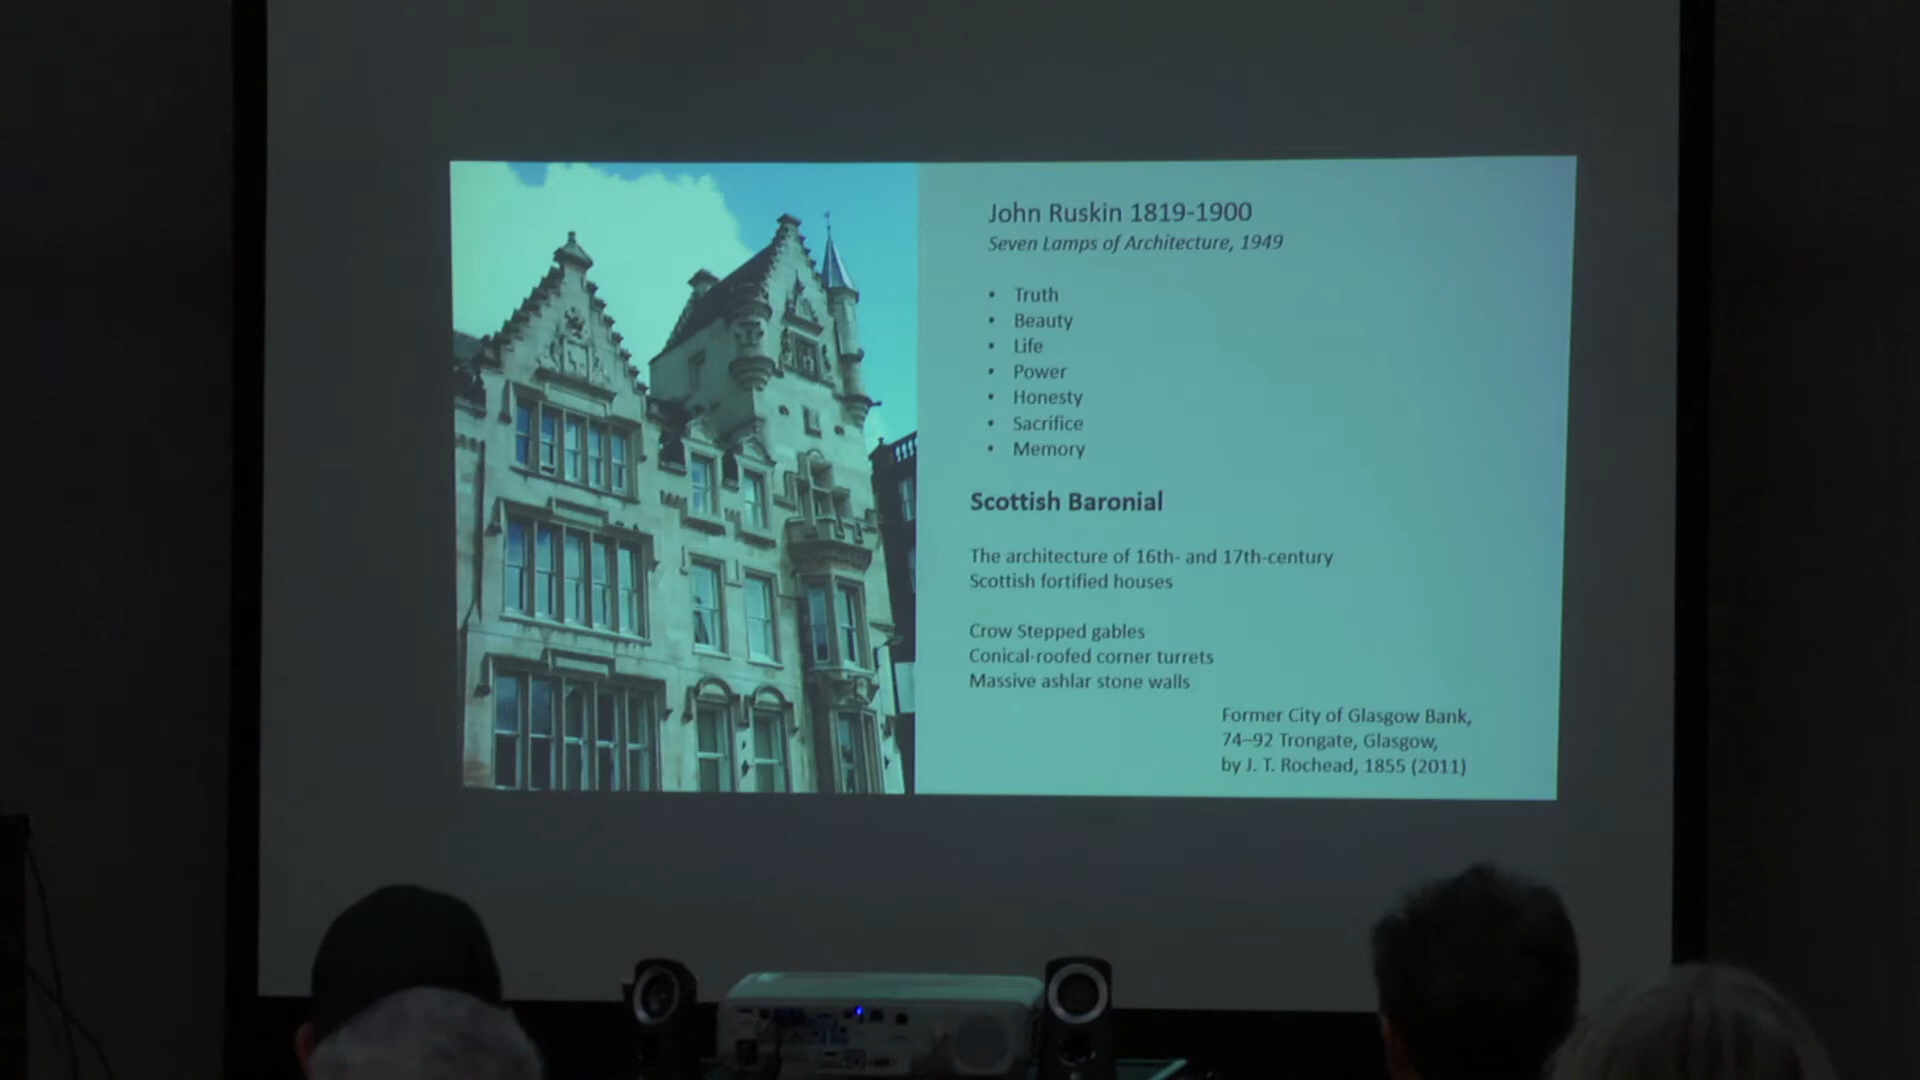 John Ruskin 1819-1900
Seven Lamps of Architecture, 1949
• Truth
• Beauty
• Life
• Power
• Honesty
• Sacrifice
• Memory
Scottish Baronial
The architecture of 16th- and 17th-century
Scottish fortified houses
Crow Stepped gables
Conical-roofed corner turrets
Massive ashlar stone walls
Former City of Glasgow Bank,
74–92 Trongate, Glasgow,
by J. T. Rochead, 1855 (2011)